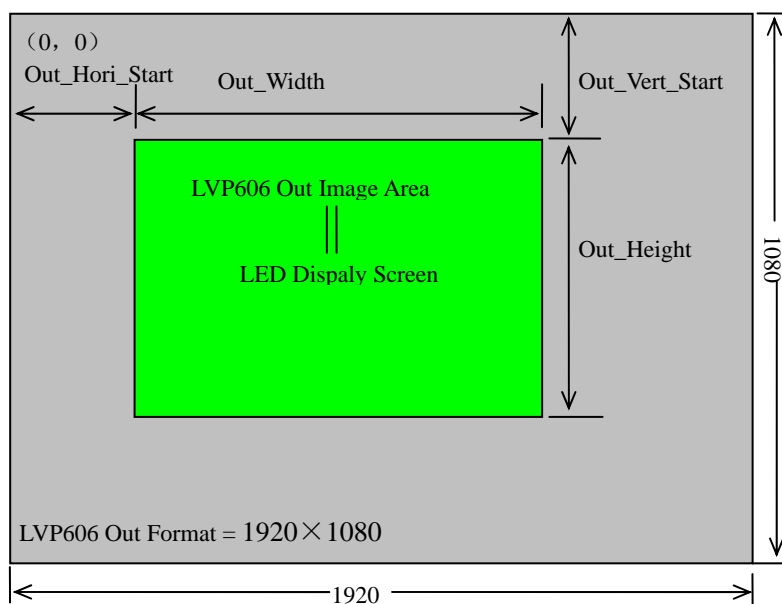 （0，0）
Out_Hori_Start
Out_Width
Out_Vert_Start
LVP606 Out Image Area
LED Dispaly Screen
Out_Height
1080
LVP606 Out Format = 1920×1080
1920